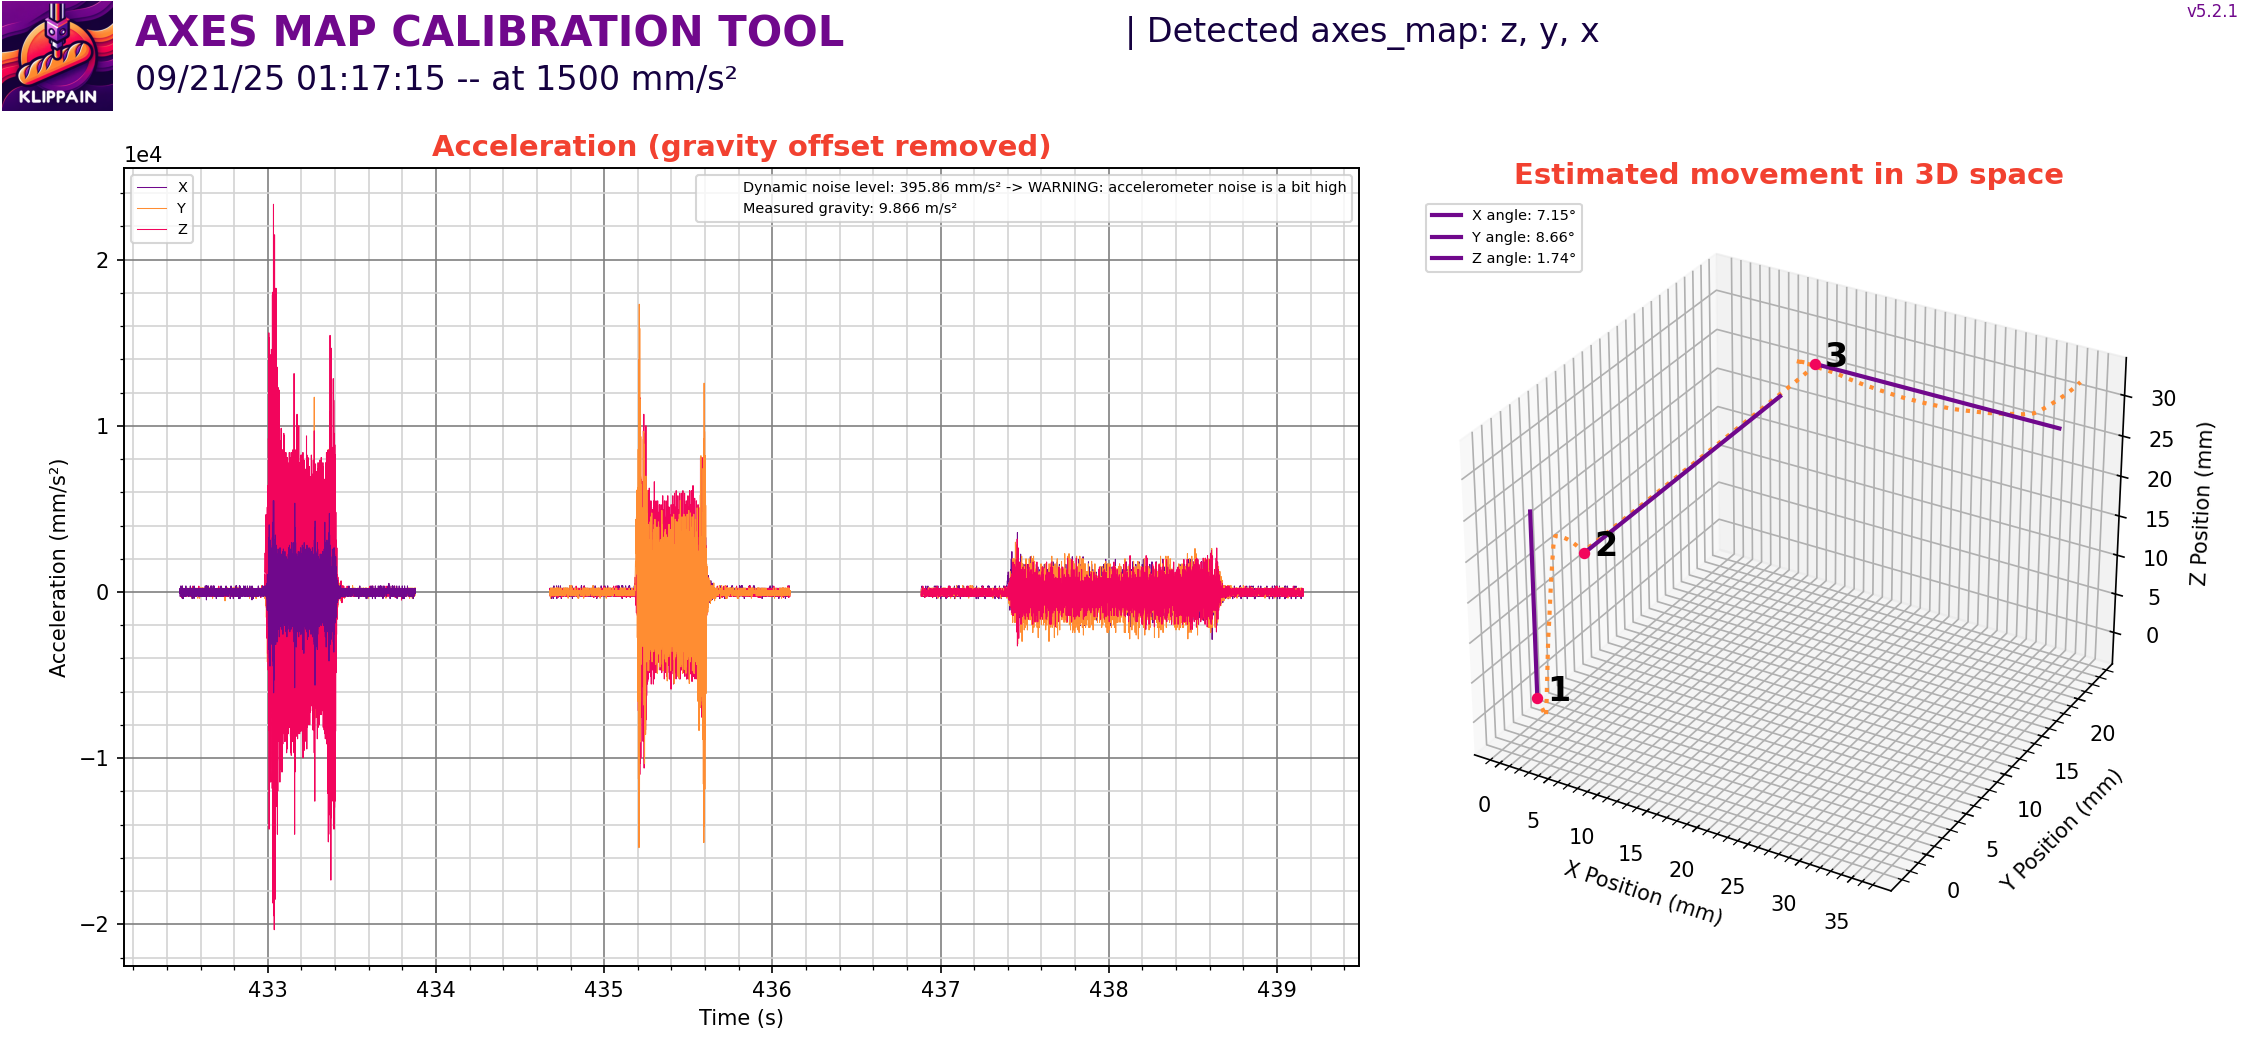 AXES MAP CALIBRATION TOOL
| Detected axes_map: z, y, x
v5.2.1
KLIPPAIN
09/21/25 01:17:15 -- at 1500 mm/s²
Acceleration (gravity offset removed)
1e4
X
Y
Z
Dynamic noise level: 395.86 mm/s² -> WARNING: accelerometer noise is a bit high
Measured gravity: 9.866 m/s²
2
1
0
−1
−2
Acceleration (mm/s²)
433
434
435
436
437
438
439
Time (s)
Estimated movement in 3D space
X angle: 7.15°
Y angle: 8.66°
Z angle: 1.74°
1
2
3
30
25
20
15
10
5
0
Z Position (mm)
20
15
10
5
0
Y Position (mm)
0
5
10
15
20
25
30
35
X Position (mm)